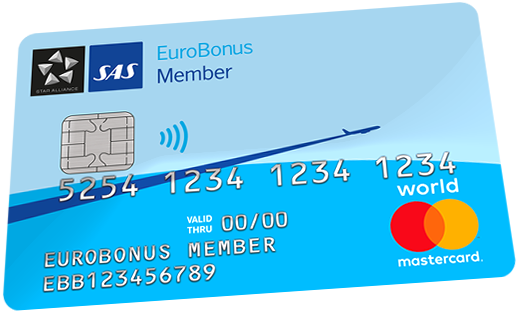 STAR ALLIANCE
SAS
EuroBonus
Member
5254 1234 1234 1234
world
VALID THRU 00/00
EUROBONUS MEMBER
EBB123456789
mastercard.